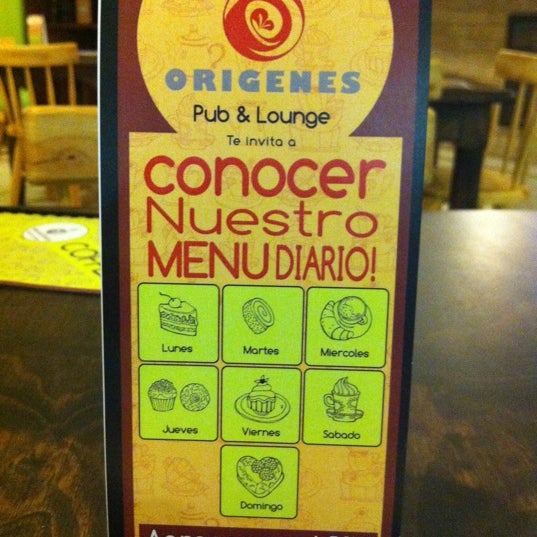 ORIGENES
Pub & Lounge
Te invita a
conocer
Nuestro
MENU DIARIO!
Lunes
Martes
Miercoles
Jueves
Viernes
Sabado
Domingo